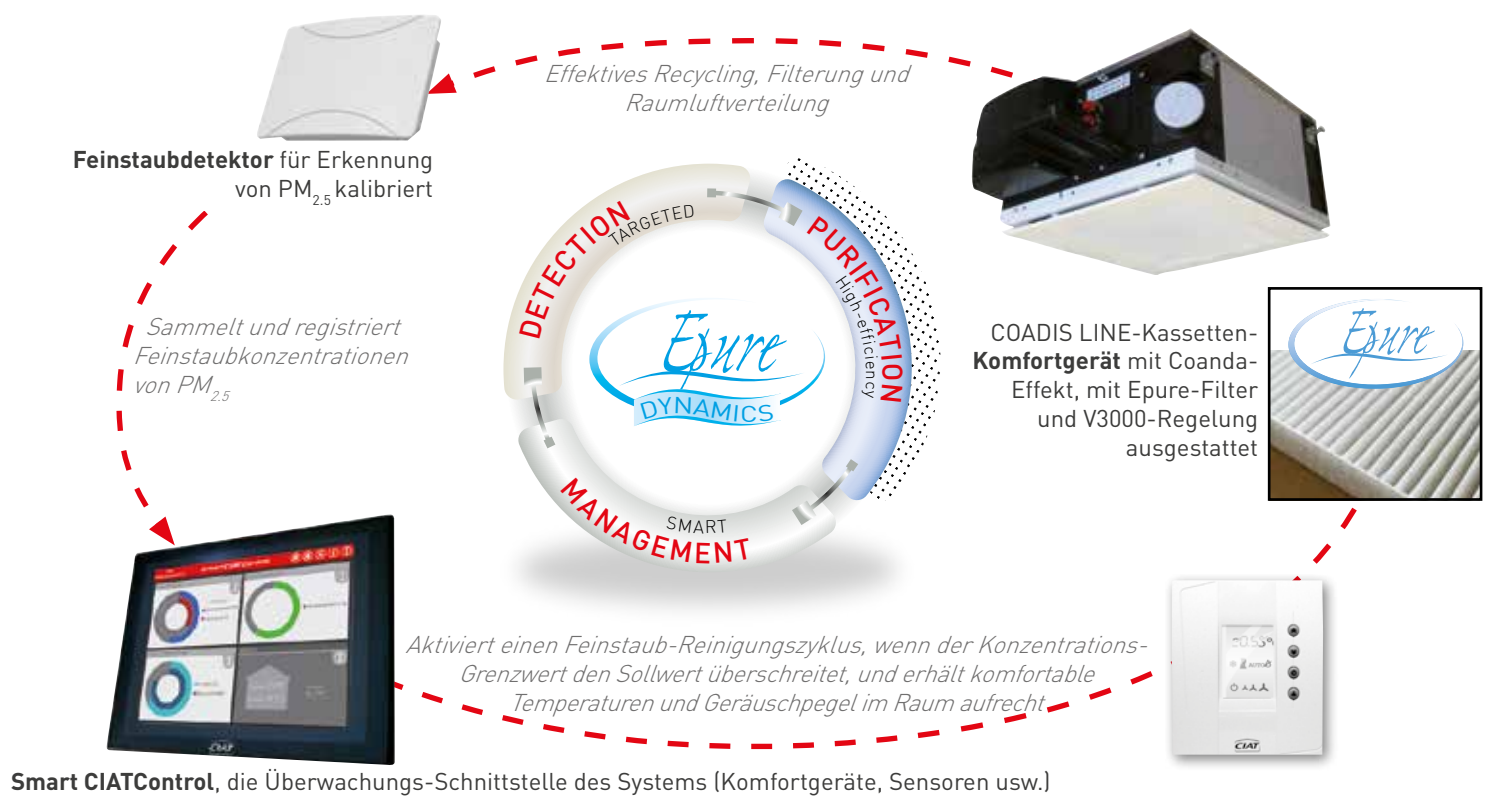 Effektives Recycling, Filterung und
Raumluftverteilung
Feinstaubdetektor für Erkennung
von PM2.5 kalibriert
DETECTION
TARGETED
PURIFICATION
High-efficiency
Epure
DYNAMICS
SMART
MANAGEMENT
Sammelt und registriert
Feinstaubkonzentrationen
von PM2.5
COADIS LINE-Kassetten-
Komfortgerät mit Coanda-
Effekt, mit Epure-Filter
und V3000-Regelung
ausgestattet
Epure
Aktiviert einen Feinstaub-Reinigungszyklus, wenn der Konzentrations-
Grenzwert den Sollwert überschreitet, und erhält komfortable
Temperaturen und Geräuschpegel im Raum aufrecht
AUTO
CIAT
CIAT
Smart CIATControl, die Überwachungs-Schnittstelle des Systems (Komfortgeräte, Sensoren usw.)